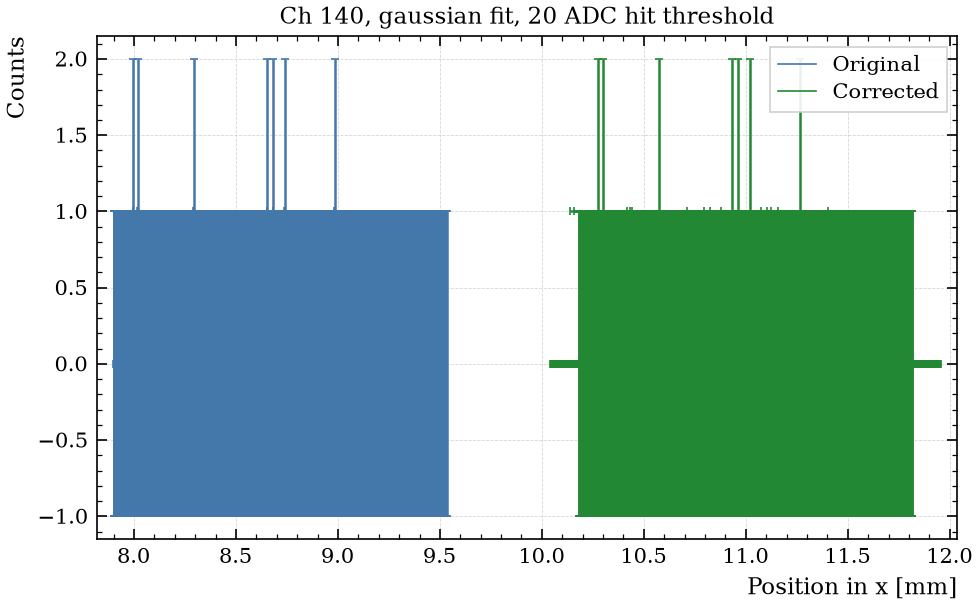 Ch 140, gaussian fit, 20 ADC hit threshold
Counts
2.0
1.5
1.0
0.5
0.0
−0.5
−1.0
Original
Corrected
8.0 8.5 9.0 9.5 10.0 10.5 11.0 11.5 12.0
Position in x [mm]